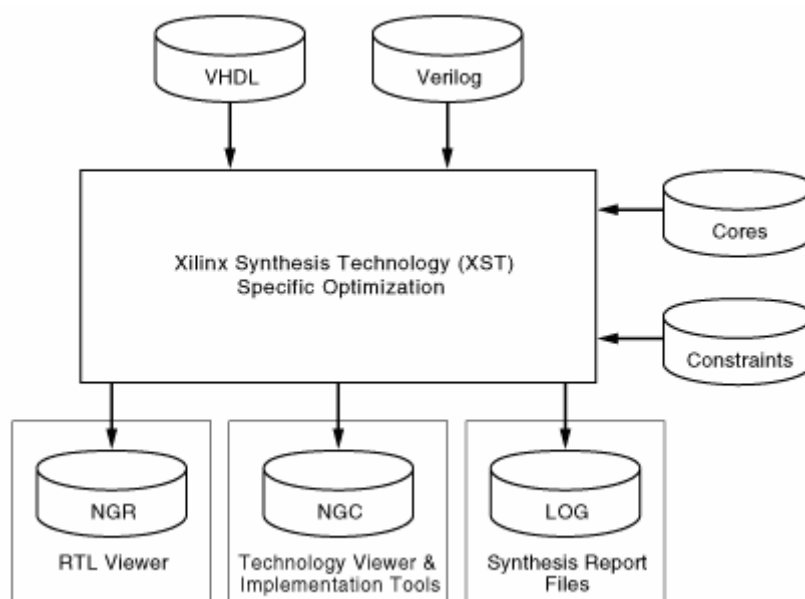 VHDL
Verilog
Cores
Xilinx Synthesis Technology (XST)
Specific Optimization
Constraints
NGR
NGC
LOG
RTL Viewer
Technology Viewer &
Implementation Tools
Synthesis Report
Files